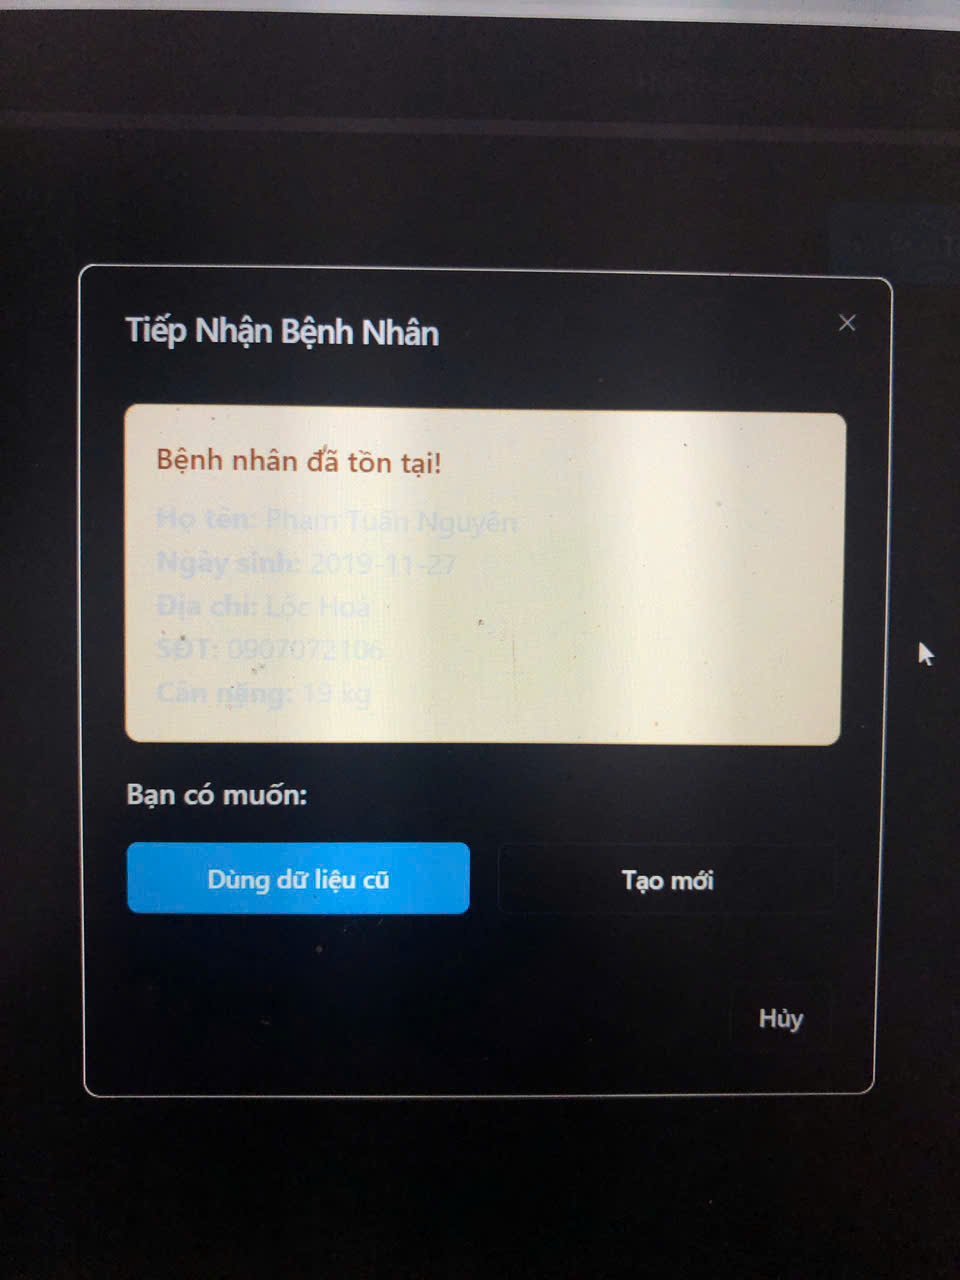 Tiếp Nhận Bệnh Nhân
Bệnh nhân đã tồn tại!
Họ tên: Phạm Tuấn Nguyên
Ngày sinh: 2019-11-27
Địa chỉ: Lộc Hoà
SĐT: 0907072106
Cân nặng: 19 kg
Bạn có muốn:
Dùng dữ liệu cũ
Tạo mới
Hủy